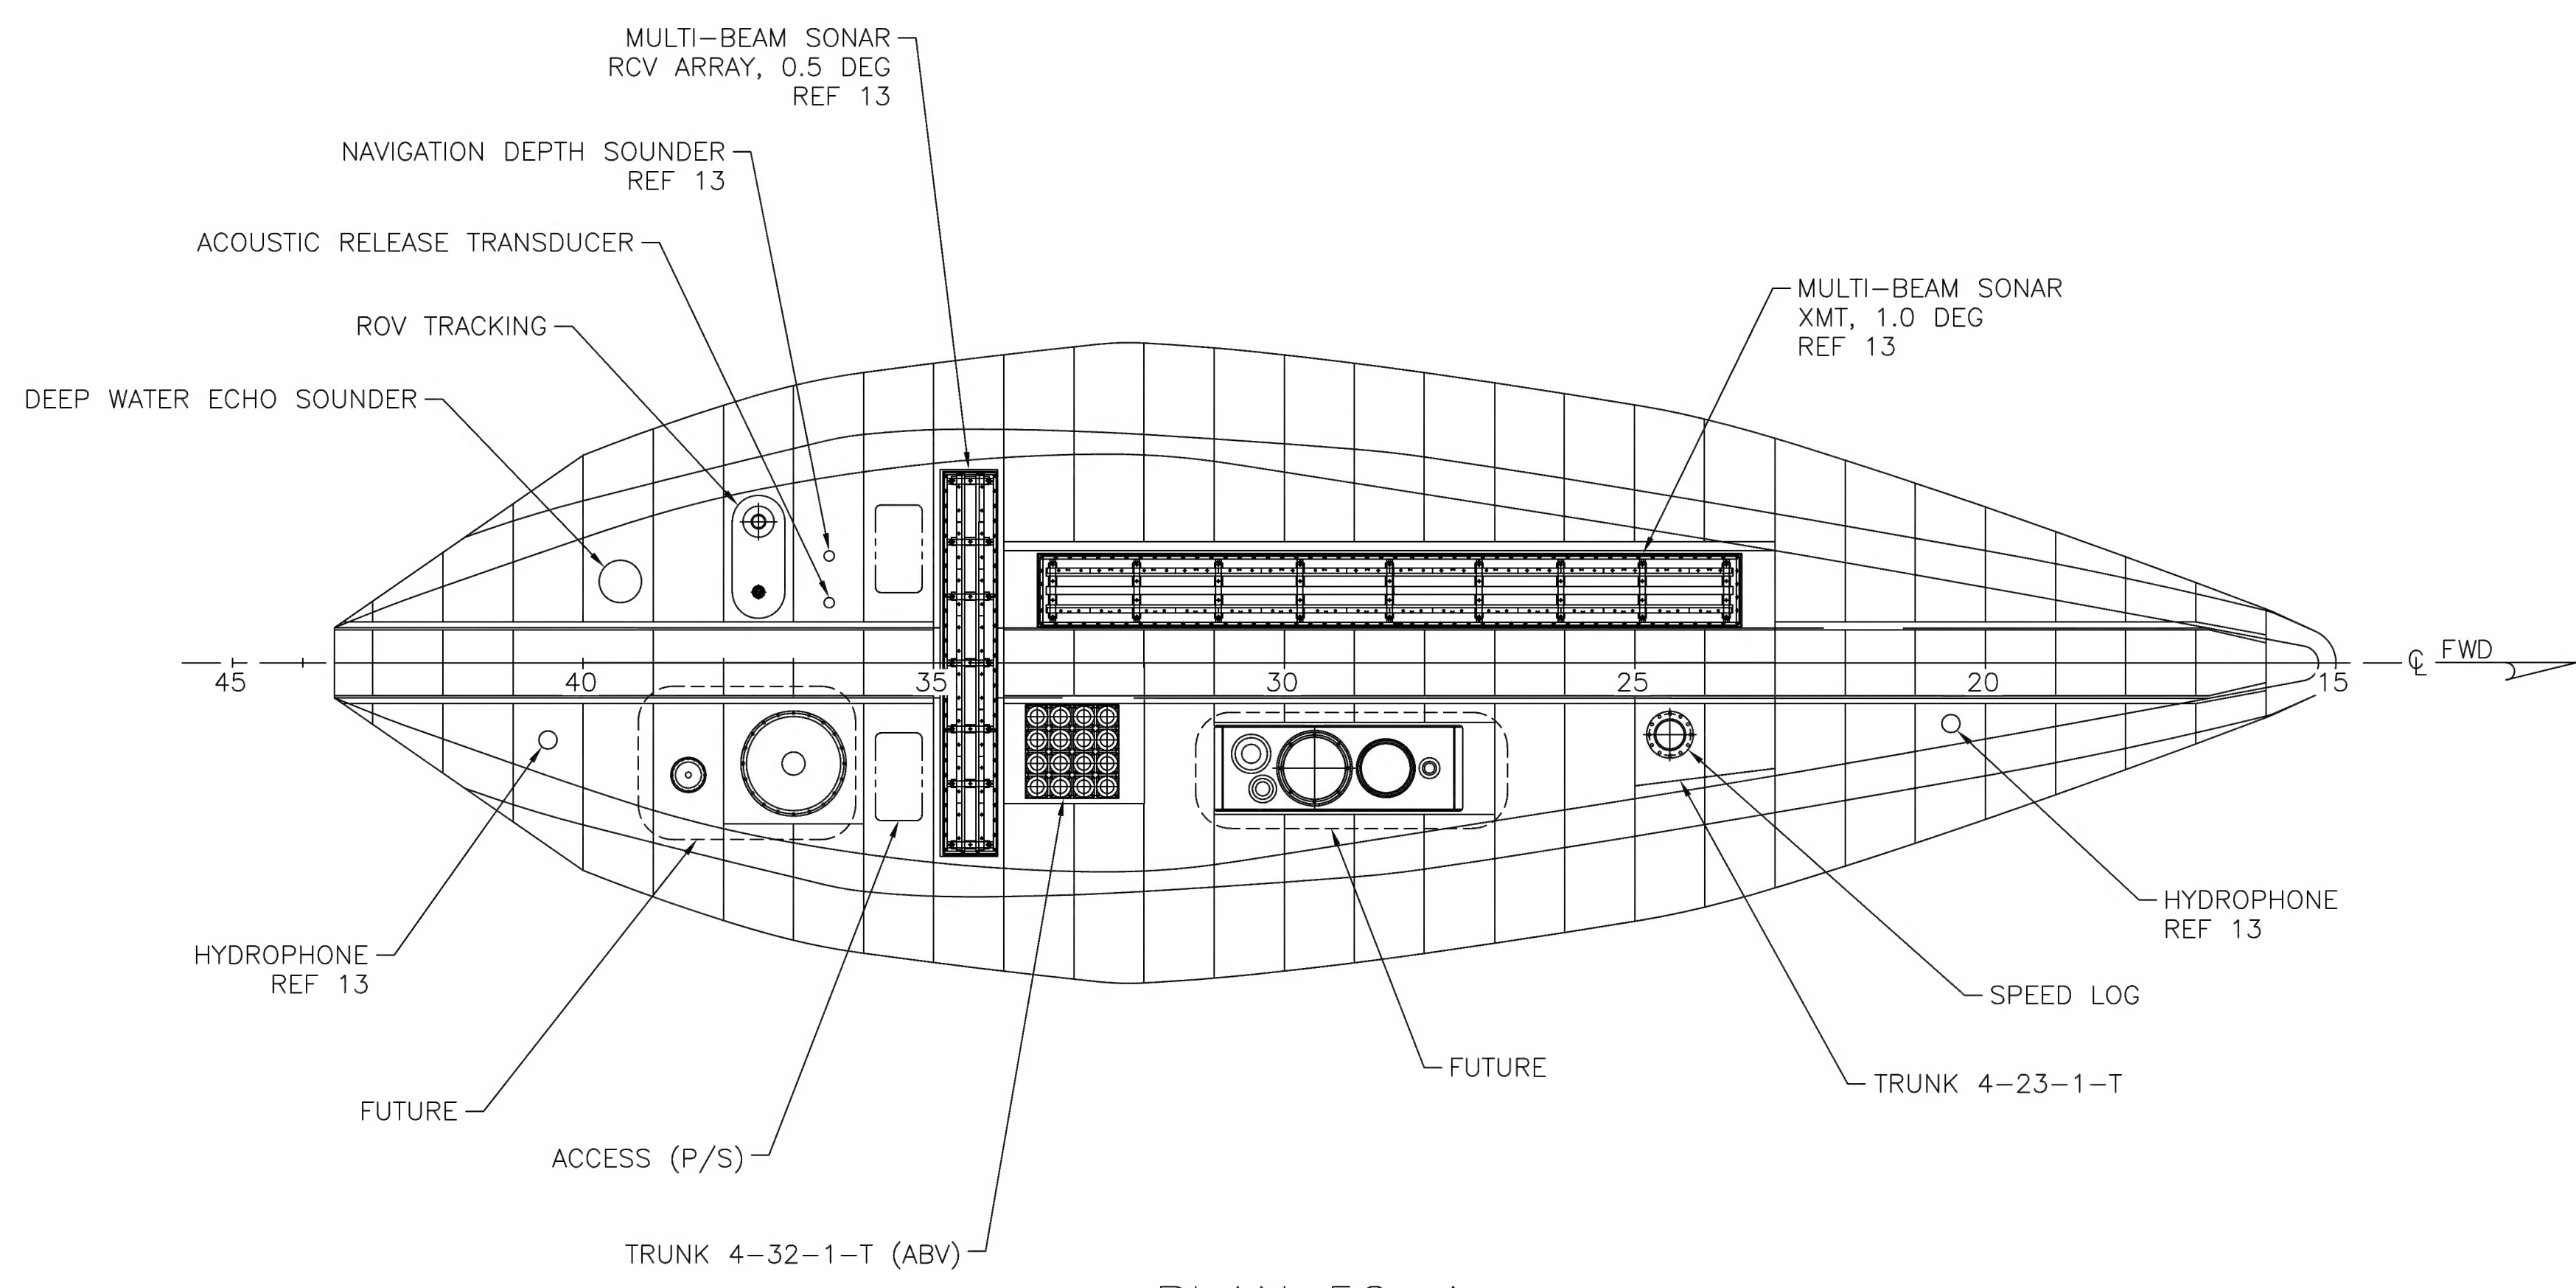 MULTI-BEAM SONAR
RCV ARRAY, 0.5 DEG
REF 13
NAVIGATION DEPTH SOUNDER
REF 13
ACOUSTIC RELEASE TRANSDUCER
ROV TRACKING
DEEP WATER ECHO SOUNDER
MULTI-BEAM SONAR
XMT, 1.0 DEG
REF 13
45
40
35
30
25
20
15
℄ FWD
HYDROPHONE
REF 13
FUTURE
ACCESS (P/S)
TRUNK 4-32-1-T (ABV)
FUTURE
TRUNK 4-23-1-T
SPEED LOG
HYDROPHONE
REF 13